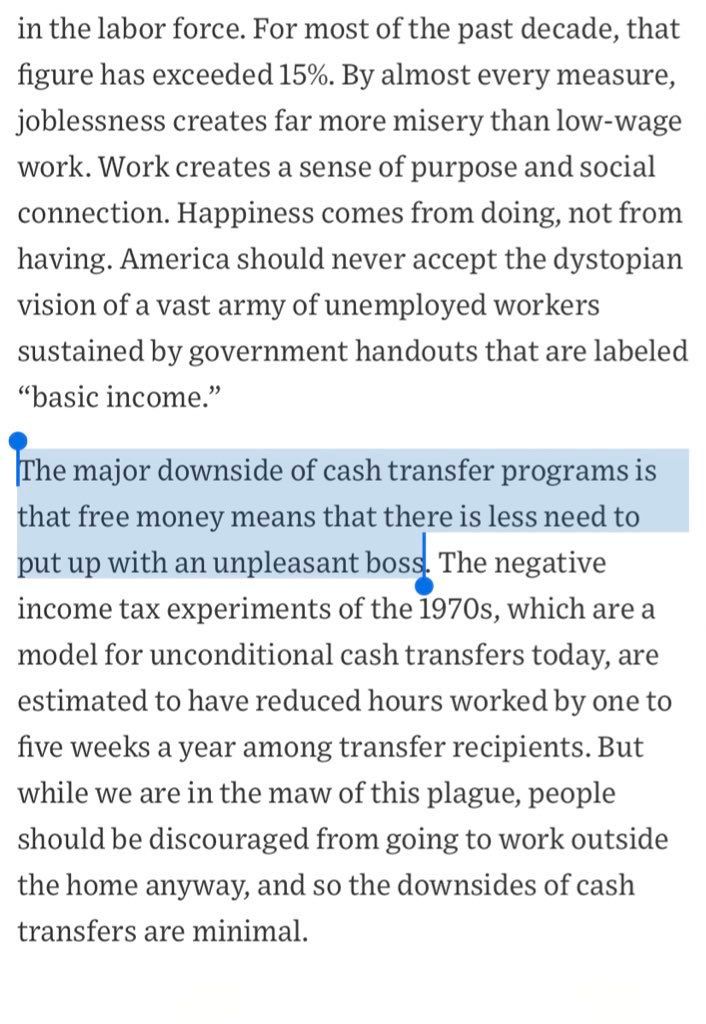 in the labor force. For most of the past decade, that
figure has exceeded 15%. By almost every measure,
joblessness creates far more misery than low-wage
work. Work creates a sense of purpose and social
connection. Happiness comes from doing, not from
having. America should never accept the dystopian
vision of a vast army of unemployed workers
sustained by government handouts that are labeled
“basic income.”
The major downside of cash transfer programs is
that free money means that there is less need to
put up with an unpleasant boss. The negative
income tax experiments of the 1970s, which are a
model for unconditional cash transfers today, are
estimated to have reduced hours worked by one to
five weeks a year among transfer recipients. But
while we are in the maw of this plague, people
should be discouraged from going to work outside
the home anyway, and so the downsides of cash
transfers are minimal.